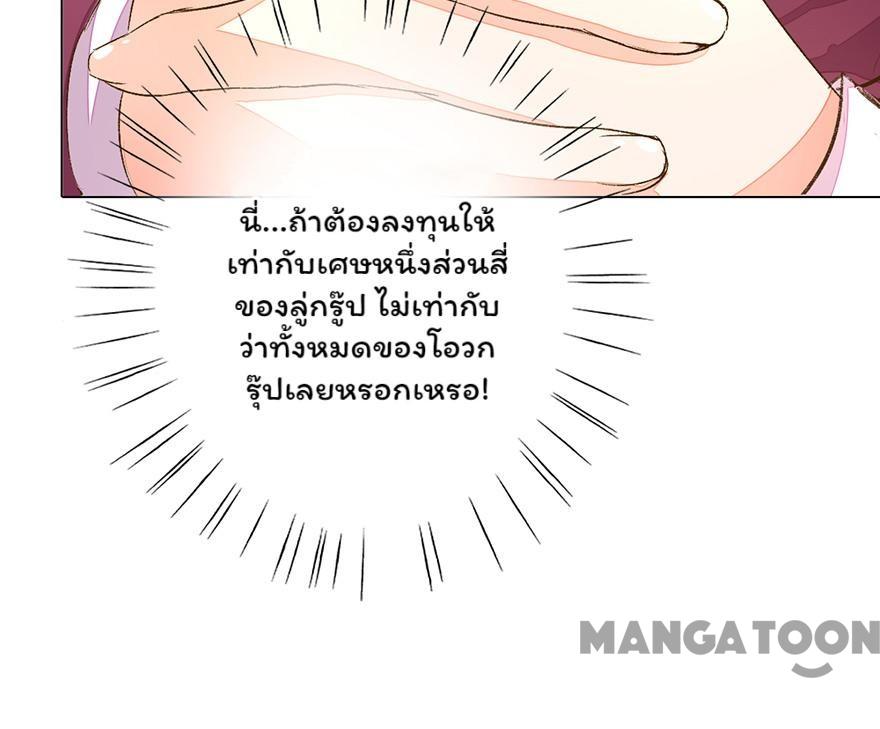 นี่...ถ้าต้องลงทุนให้
เท่ากับเศษหนึ่งส่วนสี่
ของลู่กรุ๊ป ไม่เท่ากับ
ว่าทั้งหมดของโอวก
รุ๊ปเลยหรอกเหรอ!
MANGATOON